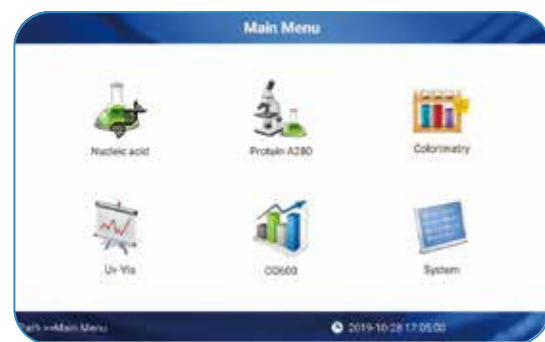 Main Menu
Nucleic acid
Protein A280
Colorimetry
Uv-Vis
OD600
System
Path >>Main Menu
2019-10-28 17:05:00